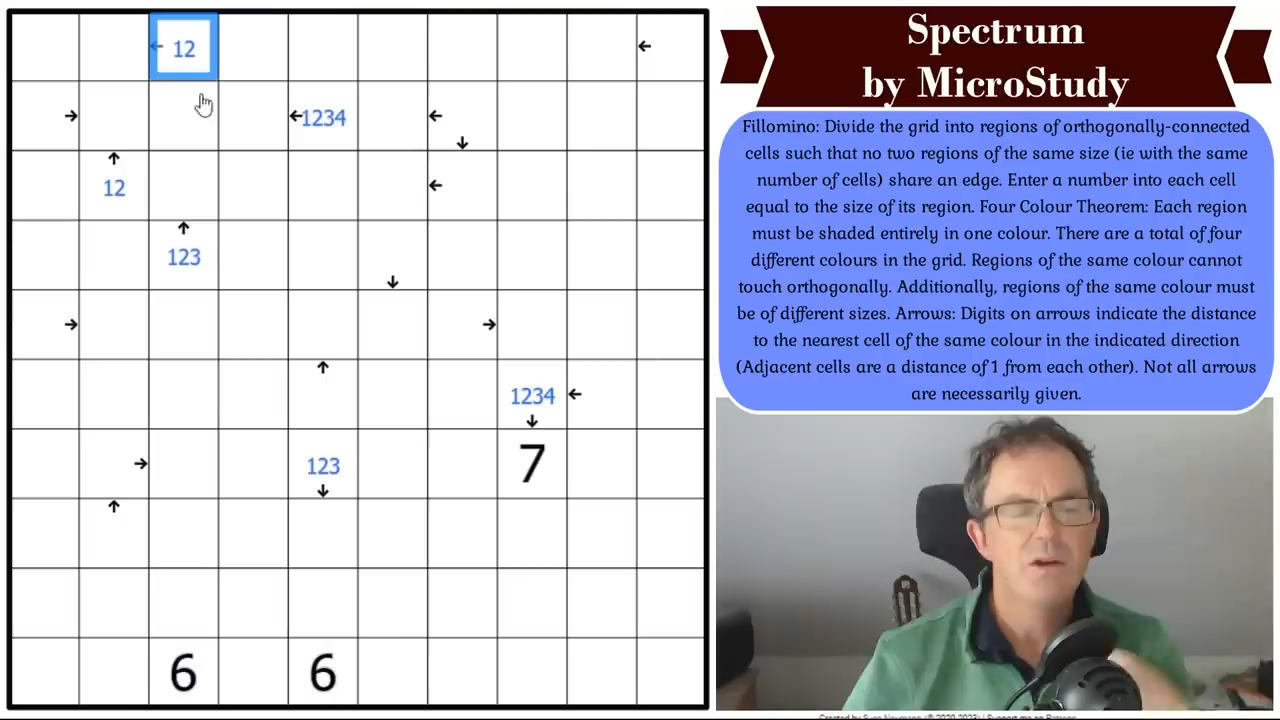 Spectrum
by MicroStudy
Fillomino: Divide the grid into regions of orthogonally-connected
cells such that no two regions of the same size (ie with the same
number of cells) share an edge. Enter a number into each cell
equal to the size of its region. Four Colour Theorem: Each region
must be shaded entirely in one colour. There are a total of four
different colours in the grid. Regions of the same colour cannot
touch orthogonally. Additionally, regions of the same colour must
be of different sizes. Arrows: Digits on arrows indicate the distance
to the nearest cell of the same colour in the indicated direction
(Adjacent cells are a distance of 1 from each other). Not all arrows
are necessarily given.
12
1234
12
123
1234
123
7
6 6